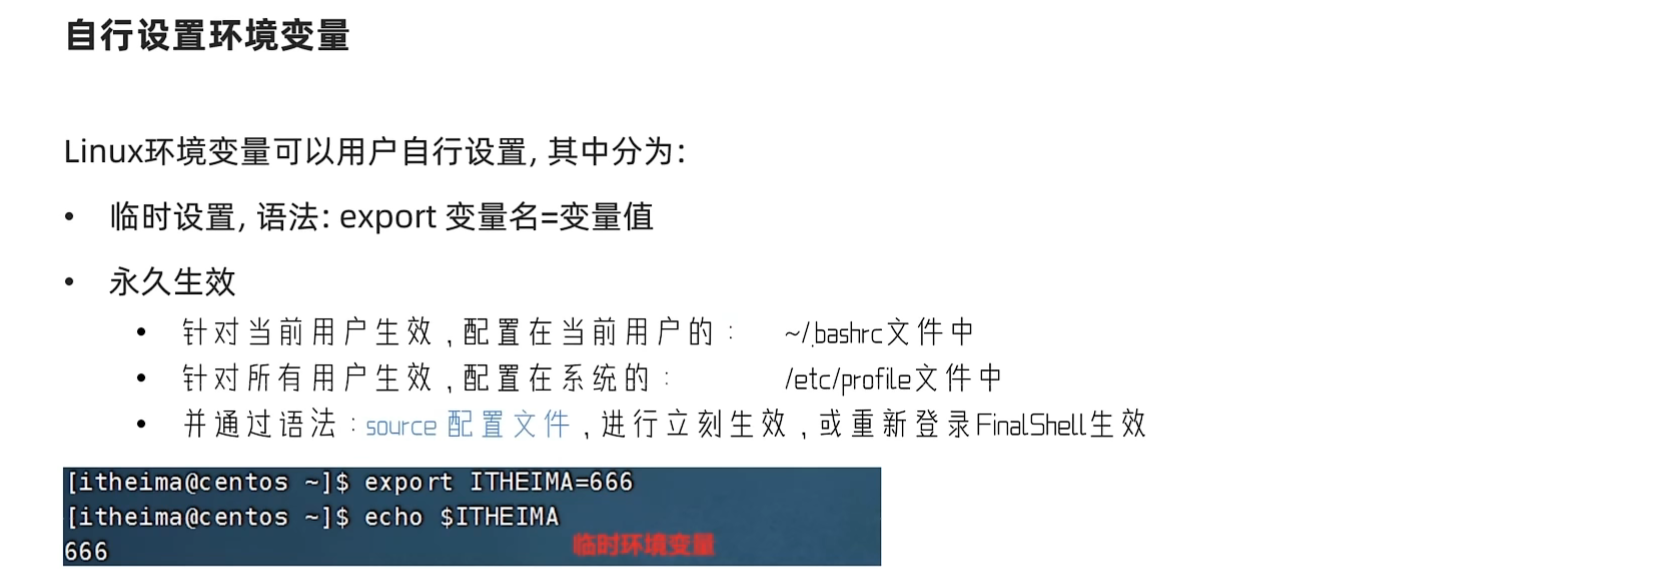 自行设置环境变量
Linux环境变量可以用户自行设置, 其中分为:
• 临时设置, 语法: export 变量名=变量值
• 永久生效
• 针对当前用户生效,配置在当前用户的: ~/.bashrc文件中
• 针对所有用户生效,配置在系统的: /etc/profile文件中
• 并通过语法:source 配置文件,进行立刻生效,或重新登录FinalShell生效
[itheima@centos ~]$ export ITHEIMA=666
[itheima@centos ~]$ echo $ITHEIMA
666 临时环境变量